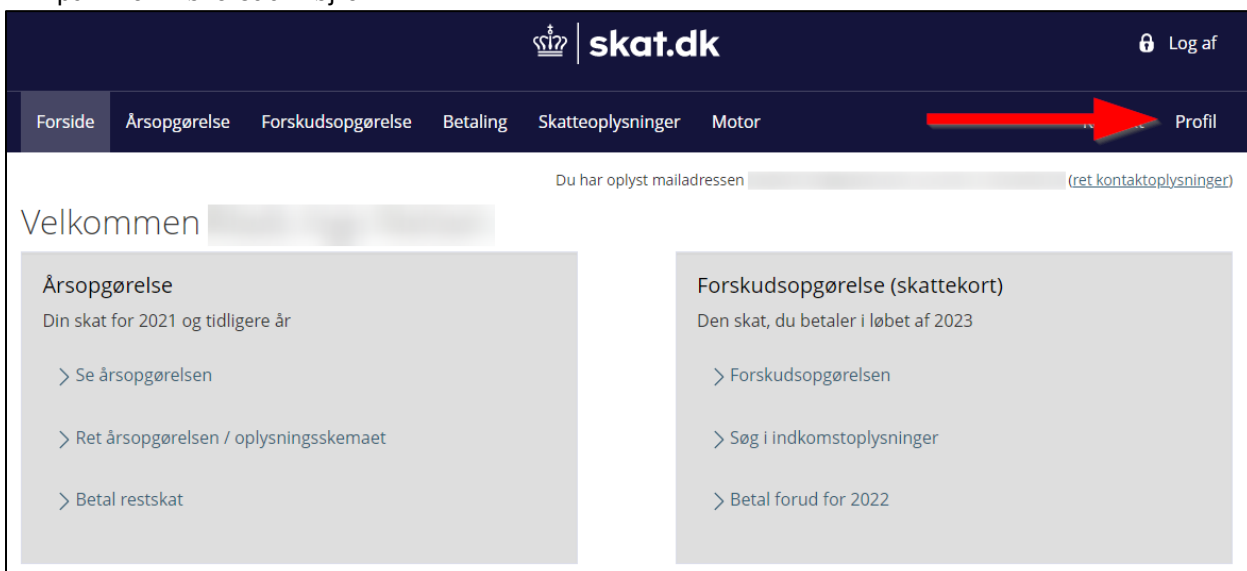 skat.dk
Log af
Forside Årsopgørelse Forskudsopgørelse Betaling Skatteoplysninger Motor Profil
Du har oplyst mailadressen (ret kontaktoplysninger)
Velkommen
Årsopgørelse
Din skat for 2021 og tidligere år
Se årsopgørelsen
Ret årsopgørelsen / oplysningsskemaet
Betal restskat
Forskudsopgørelse (skattekort)
Den skat, du betaler i løbet af 2023
Forskudsopgørelsen
Søg i indkomstoplysninger
Betal forud for 2022